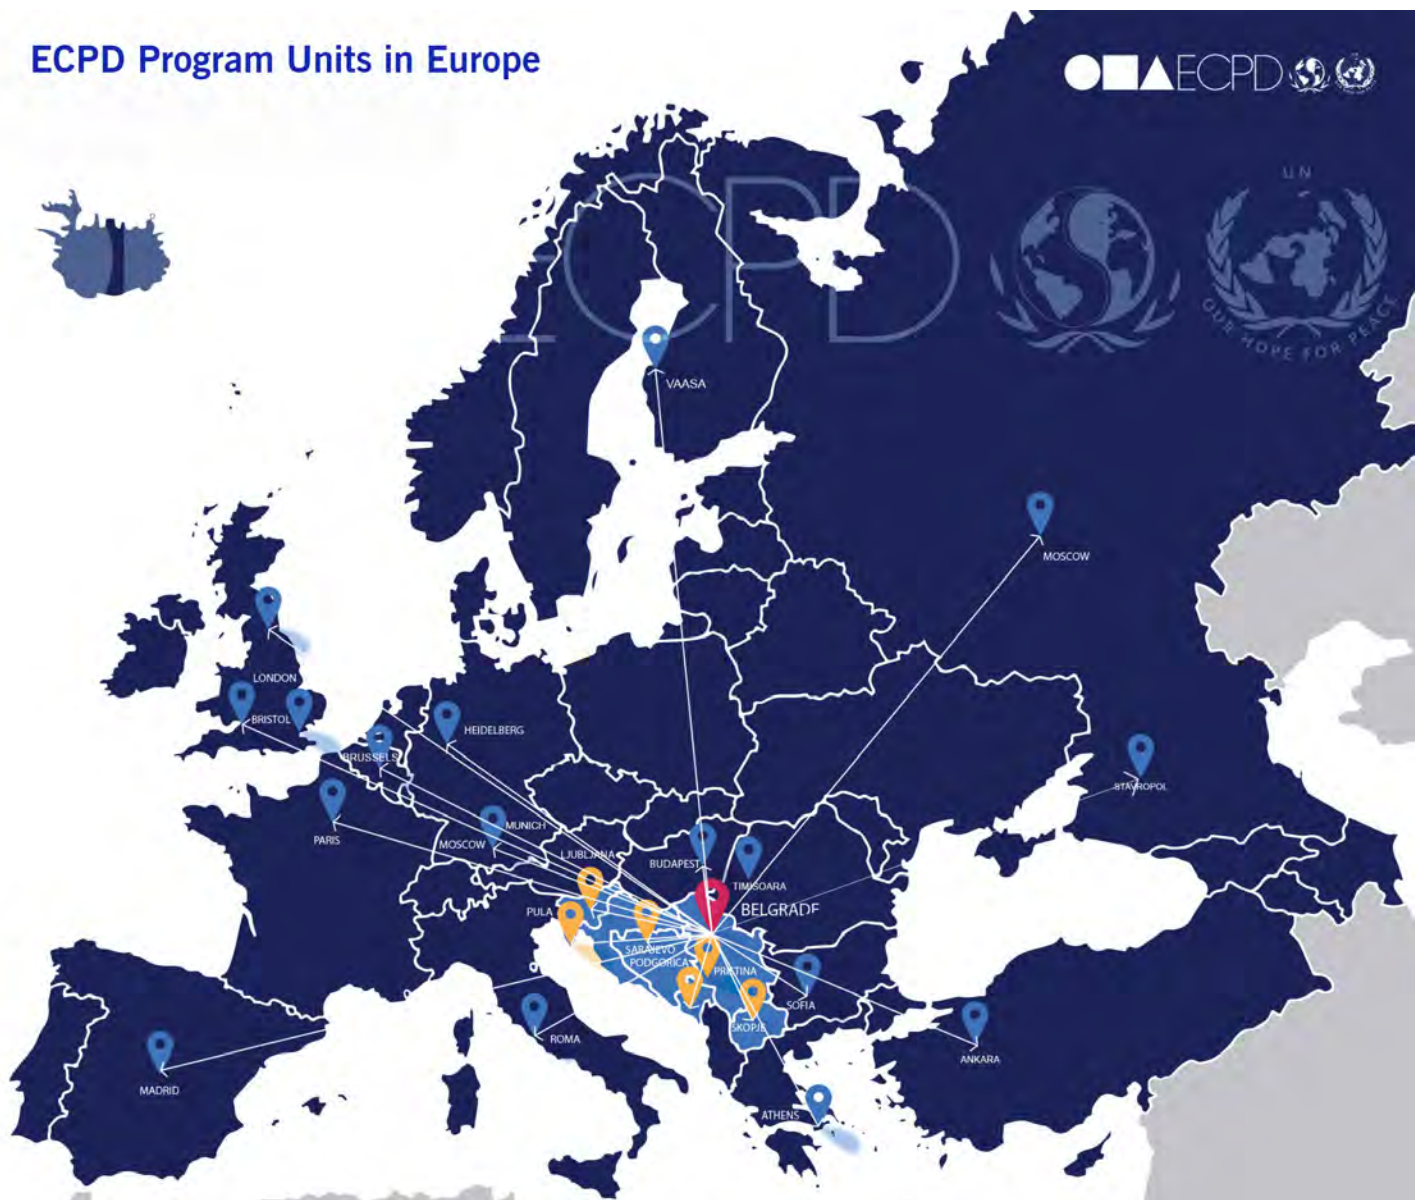 ECPD Program Units in Europe
ECPD
UN
ECPD
OUR HOPE FOR PEACE
VAASA
MOSCOW
LONDON
BRISTOL
HEIDELBERG
BRUSSELS
STAVROPOL
PARIS
MUNICH
MOSCOW
LJUBLJANA
BUDAPEST
TIMISOARA
PULA
BELGRADE
SARAJEVO
PODGORICA
PRISTINA
SOFIA
SKOPJE
ROMA
ANKARA
MADRID
ATHENS